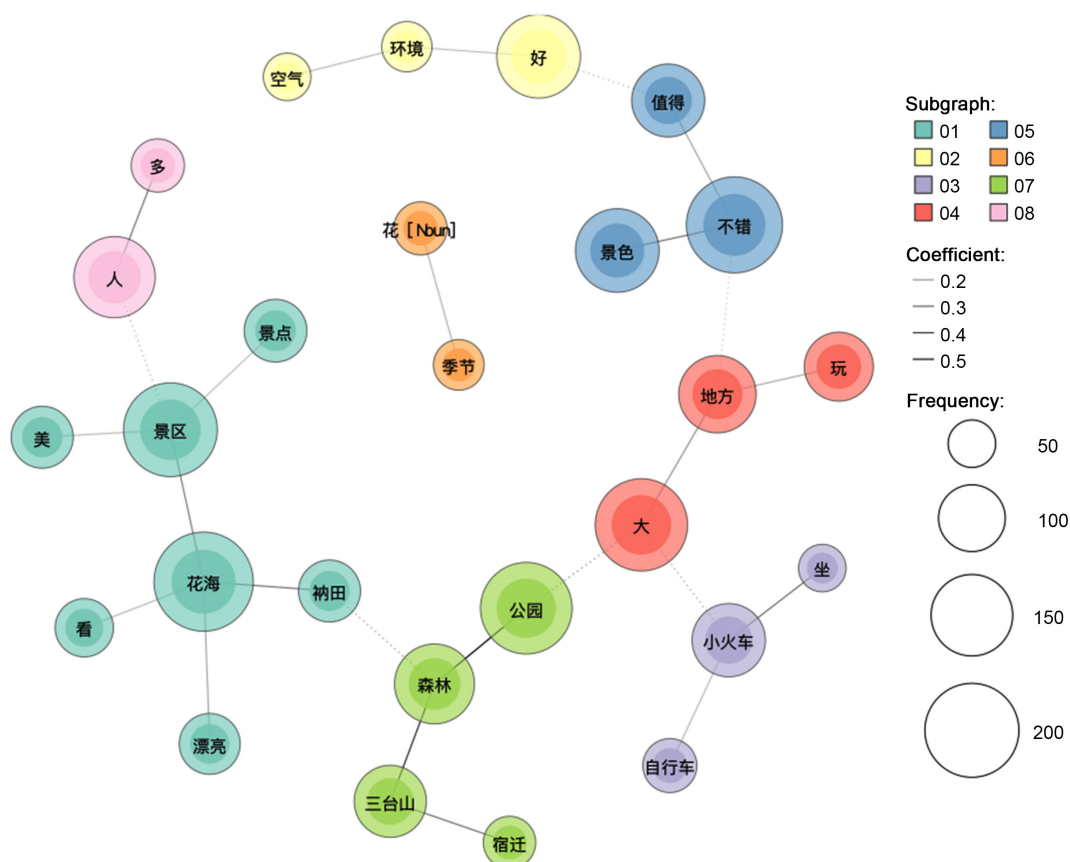 好
环境
空气
值得
多
不错
花 [Noun]
景色
人
景点
季节
玩
地方
美
景区
大
坐
花海
衲田
公园
看
小火车
森林
漂亮
自行车
三台山
宿迁
Subgraph:
01 05
02 06
03 07
04 08
Coefficient:
0.2
0.3
0.4
0.5
Frequency:
50
100
150
200